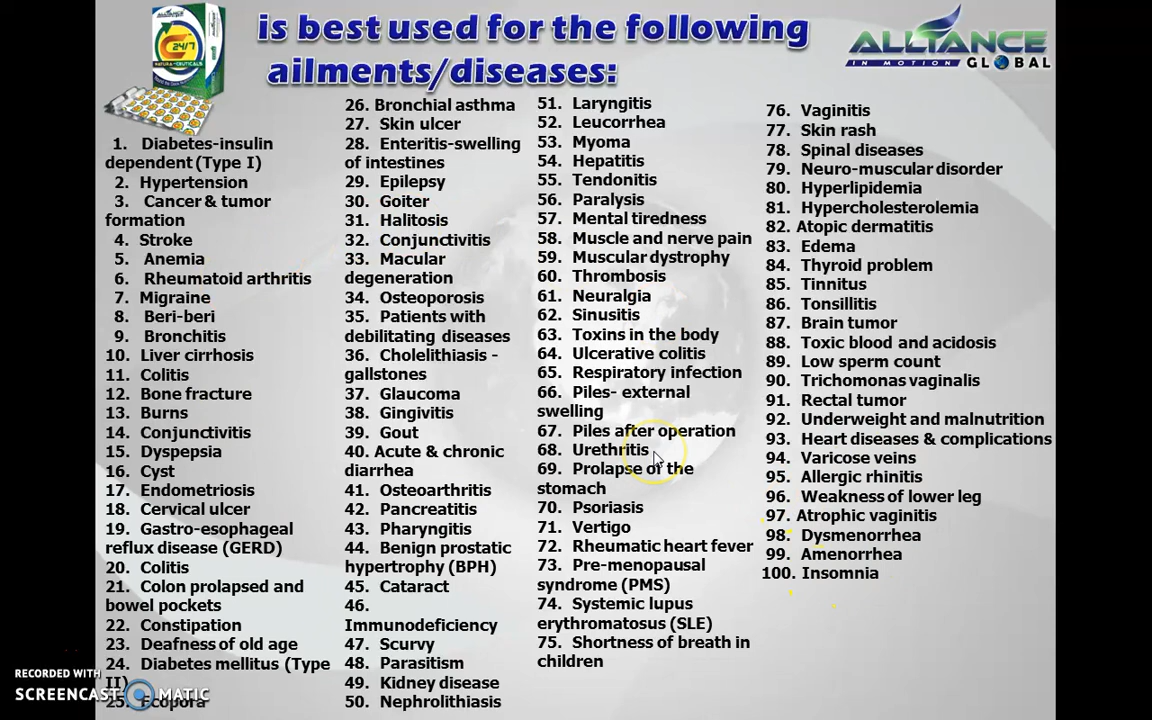 is best used for the following
ailments/diseases:
ALLIANCE
IN MOTION GLOBAL
C 24/7
NATURA-CEUTICALS
1. Diabetes-insulin
dependent (Type I)
2. Hypertension
3. Cancer & tumor
formation
4. Stroke
5. Anemia
6. Rheumatoid arthritis
7. Migraine
8. Beri-beri
9. Bronchitis
10. Liver cirrhosis
11. Colitis
12. Bone fracture
13. Burns
14. Conjunctivitis
15. Dyspepsia
16. Cyst
17. Endometriosis
18. Cervical ulcer
19. Gastro-esophageal
reflux disease (GERD)
20. Colitis
21. Colon prolapsed and
bowel pockets
22. Constipation
23. Deafness of old age
24. Diabetes mellitus (Type
II)
25. Ecopora
26. Bronchial asthma
27. Skin ulcer
28. Enteritis-swelling
of intestines
29. Epilepsy
30. Goiter
31. Halitosis
32. Conjunctivitis
33. Macular
degeneration
34. Osteoporosis
35. Patients with
debilitating diseases
36. Cholelithiasis -
gallstones
37. Glaucoma
38. Gingivitis
39. Gout
40. Acute & chronic
diarrhea
41. Osteoarthritis
42. Pancreatitis
43. Pharyngitis
44. Benign prostatic
hypertrophy (BPH)
45. Cataract
46.
Immunodeficiency
47. Scurvy
48. Parasitism
49. Kidney disease
50. Nephrolithiasis
51. Laryngitis
52. Leucorrhea
53. Myoma
54. Hepatitis
55. Tendonitis
56. Paralysis
57. Mental tiredness
58. Muscle and nerve pain
59. Muscular dystrophy
60. Thrombosis
61. Neuralgia
62. Sinusitis
63. Toxins in the body
64. Ulcerative colitis
65. Respiratory infection
66. Piles- external
swelling
67. Piles after operation
68. Urethritis
69. Prolapse of the
stomach
70. Psoriasis
71. Vertigo
72. Rheumatic heart fever
73. Pre-menopausal
syndrome (PMS)
74. Systemic lupus
erythromatosus (SLE)
75. Shortness of breath in
children
76. Vaginitis
77. Skin rash
78. Spinal diseases
79. Neuro-muscular disorder
80. Hyperlipidemia
81. Hypercholesterolemia
82. Atopic dermatitis
83. Edema
84. Thyroid problem
85. Tinnitus
86. Tonsillitis
87. Brain tumor
88. Toxic blood and acidosis
89. Low sperm count
90. Trichomonas vaginalis
91. Rectal tumor
92. Underweight and malnutrition
93. Heart diseases & complications
94. Varicose veins
95. Allergic rhinitis
96. Weakness of lower leg
97. Atrophic vaginitis
98. Dysmenorrhea
99. Amenorrhea
100. Insomnia
RECORDED WITH
SCREENCAST MATIC